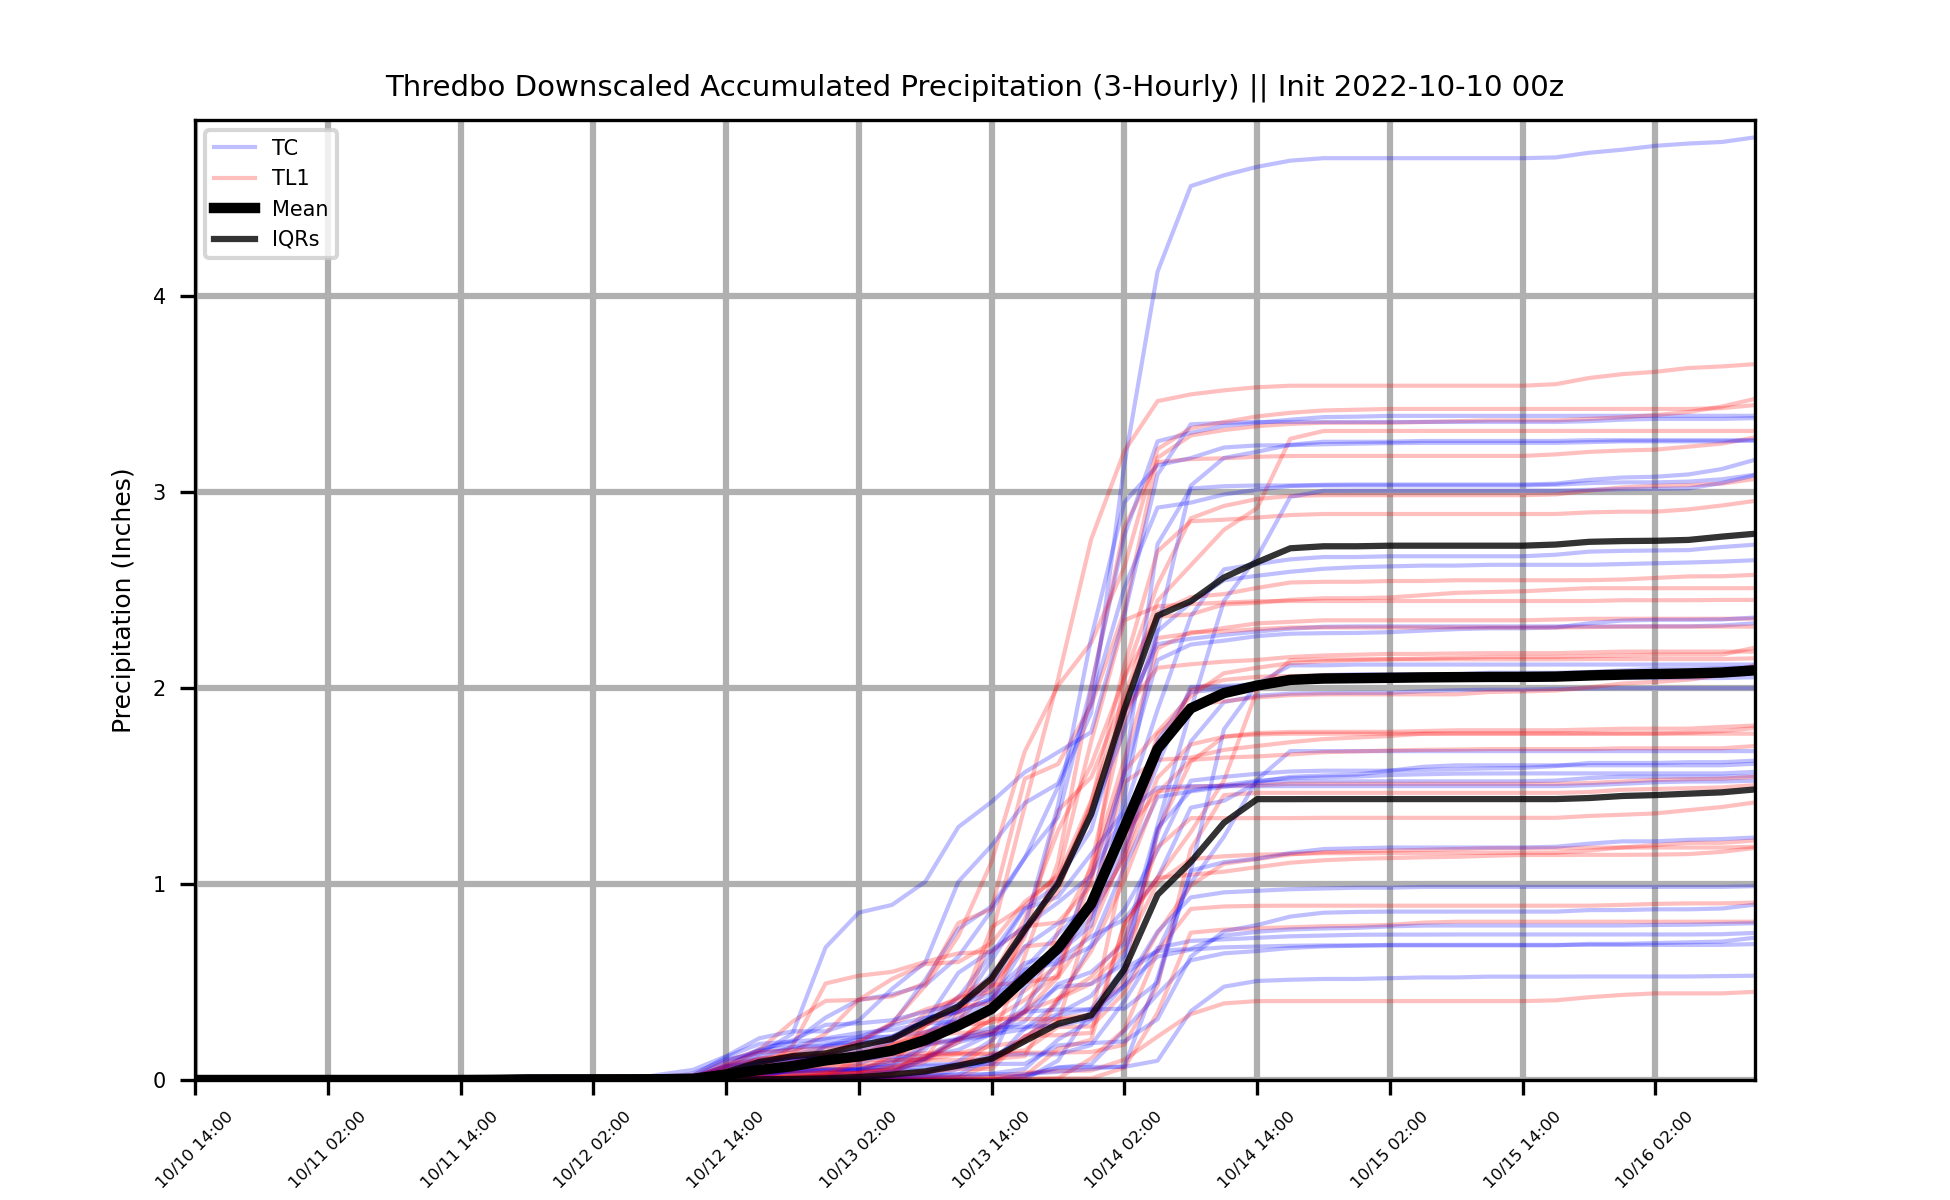 Thredbo Downscaled Accumulated Precipitation (3-Hourly) || Init 2022-10-10 00z
TC
TL1
Mean
IQRs
Precipitation (Inches)
4
3
2
1
0
10/10 14:00
10/11 02:00
10/11 14:00
10/12 02:00
10/12 14:00
10/13 02:00
10/13 14:00
10/14 02:00
10/14 14:00
10/15 02:00
10/15 14:00
10/16 02:00